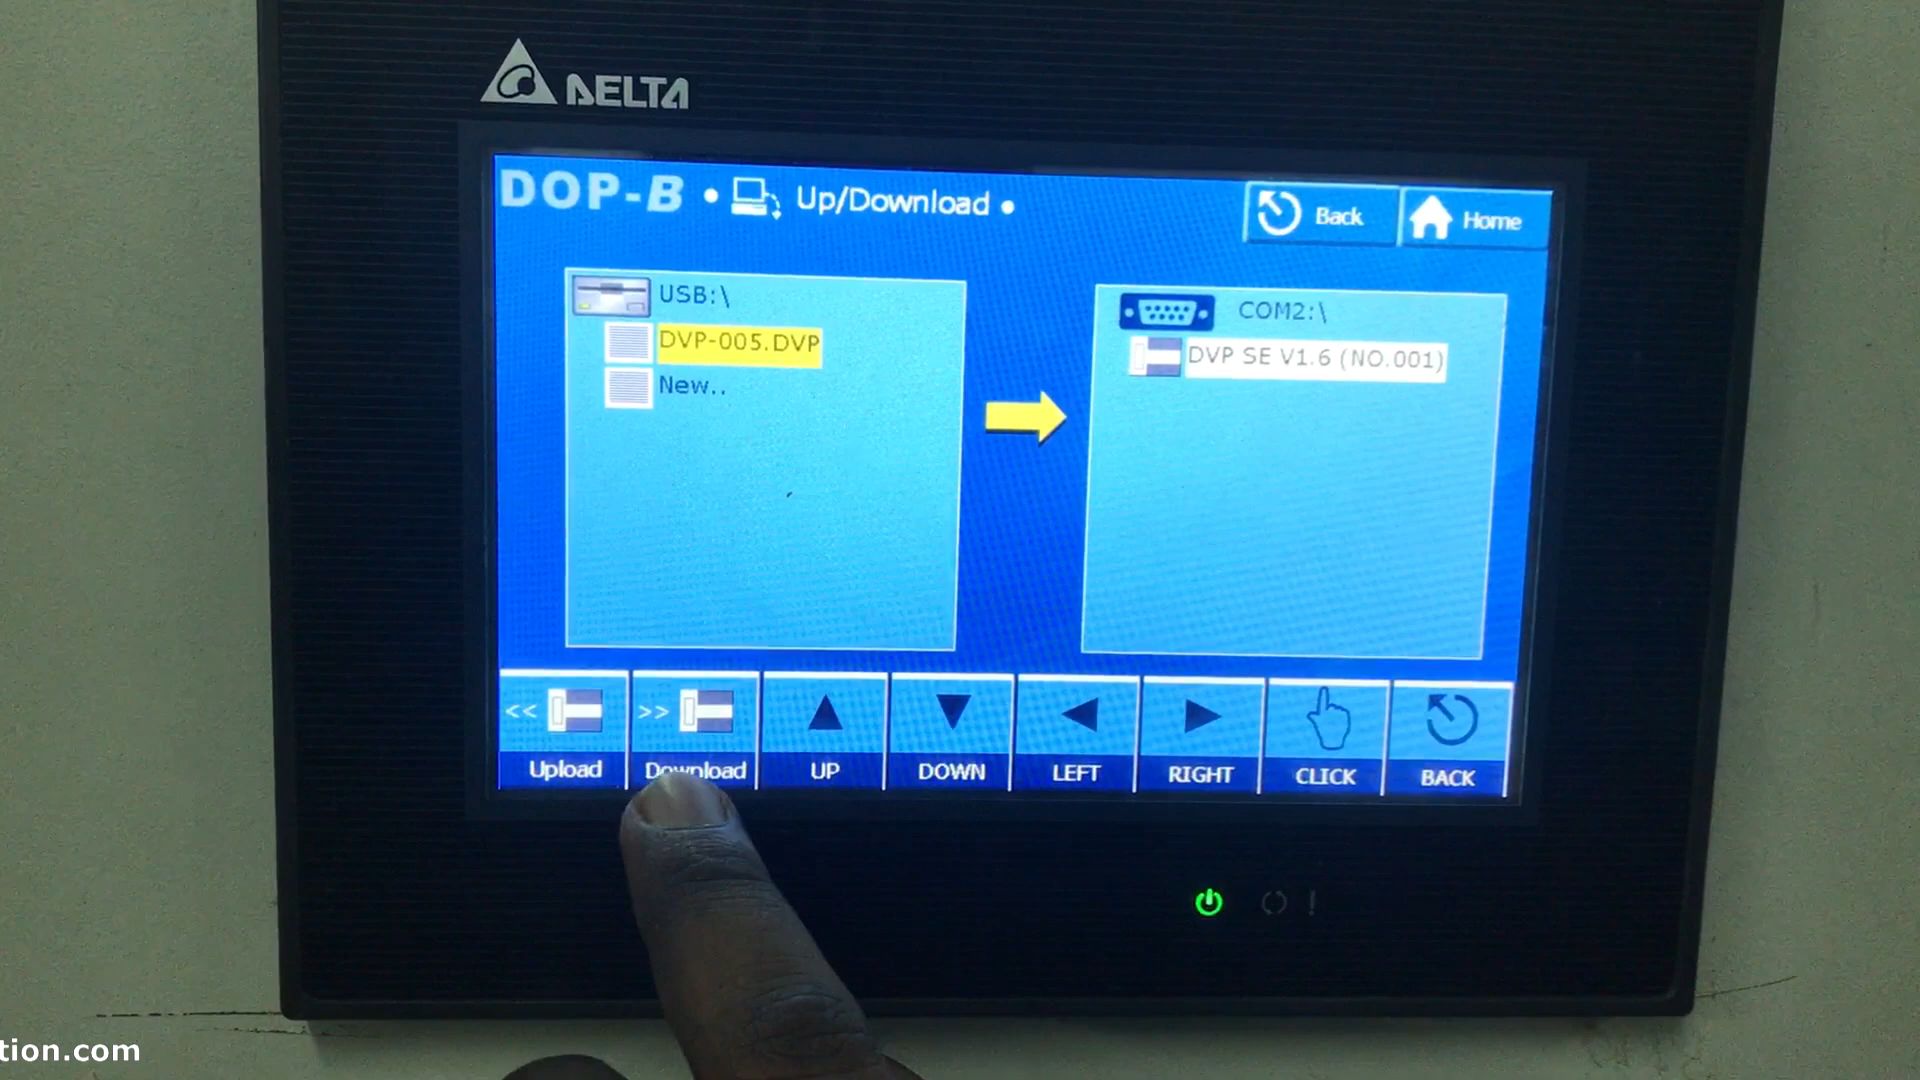 DELTA
DOP-B • Up/Download •
Back
Home
USB:\
DVP-005.DVP
New..
COM2:\
DVP SE V1.6 (NO.001)
<< >>
Upload Download UP DOWN LEFT RIGHT CLICK BACK
tion.com